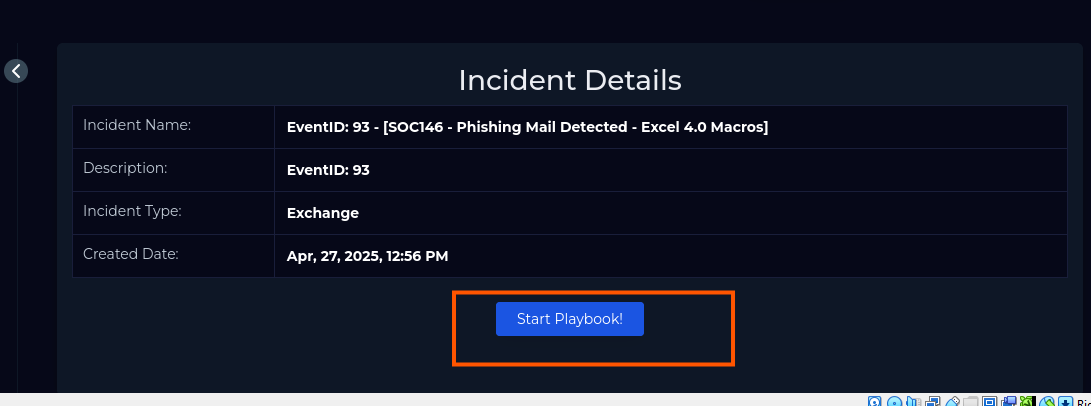 Incident Details
Incident Name: EventID: 93 - [SOC146 - Phishing Mail Detected - Excel 4.0 Macros]
Description: EventID: 93
Incident Type: Exchange
Created Date: Apr, 27, 2025, 12:56 PM
Start Playbook!